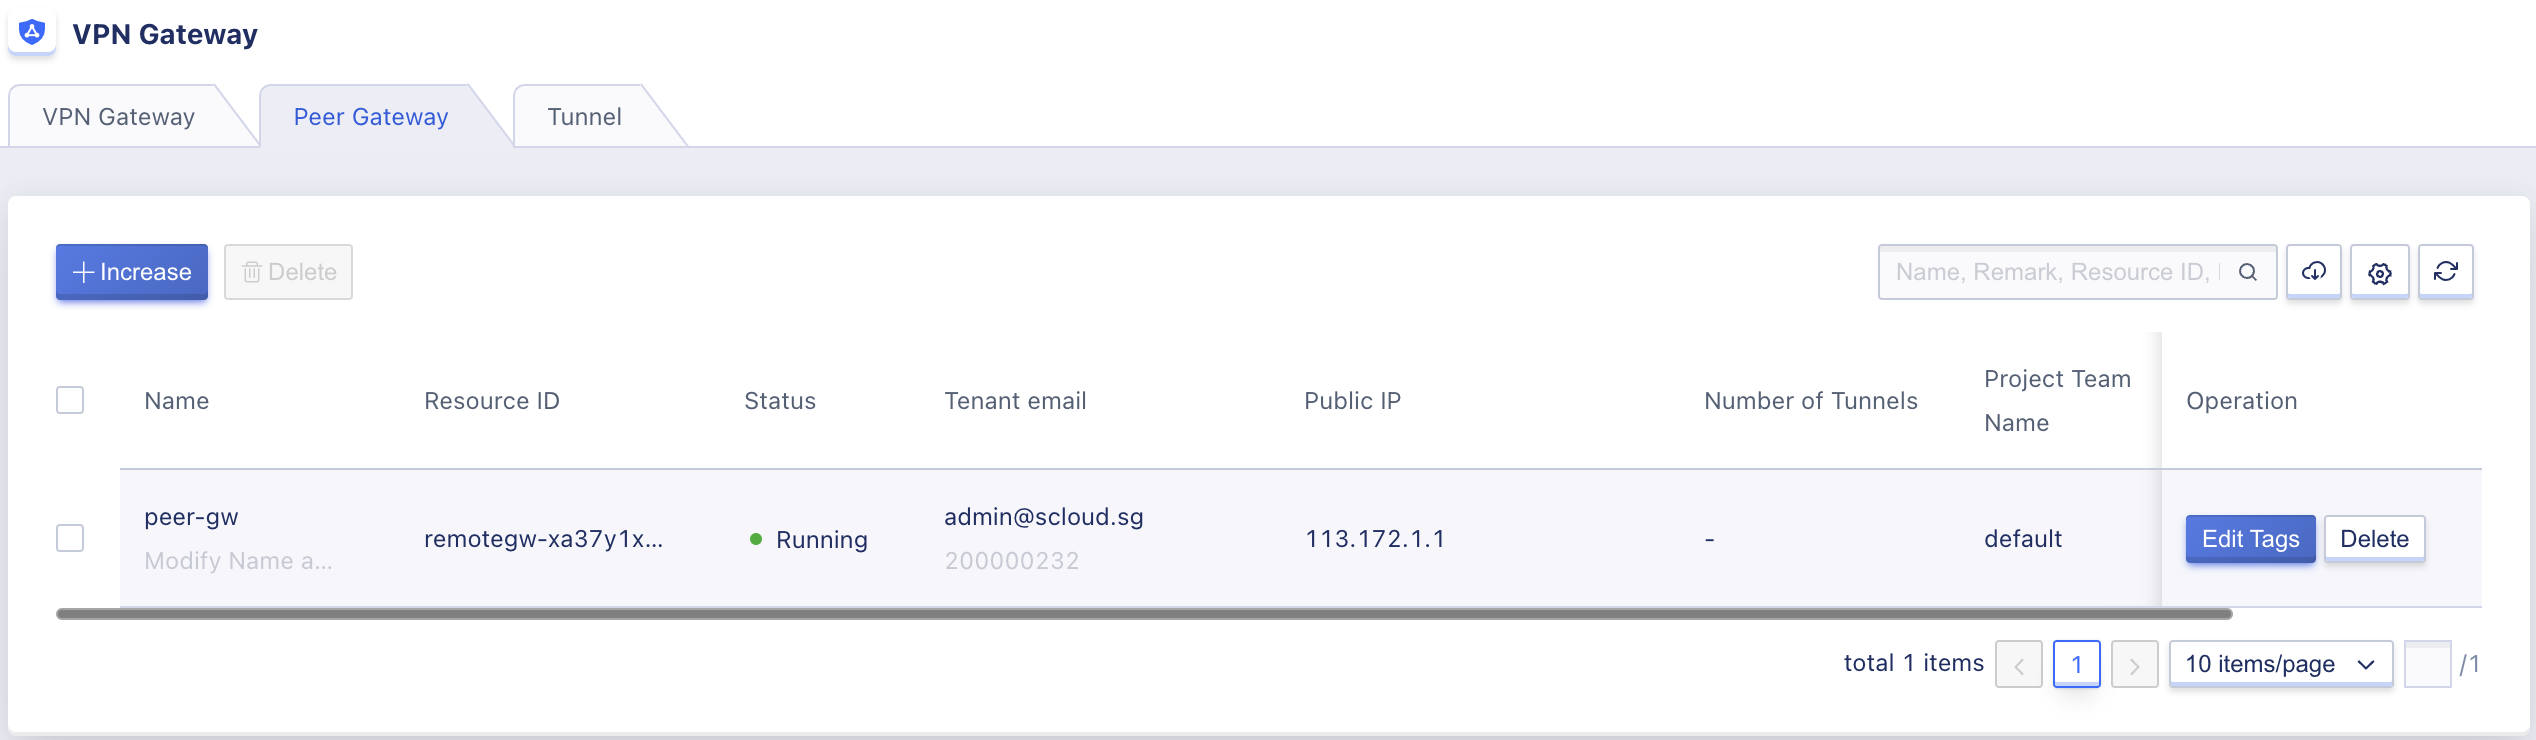 VPN Gateway
VPN Gateway
Peer Gateway
Tunnel
Increase
Delete
Name, Remark, Resource ID,
Name
Resource ID
Status
Tenant email
Public IP
Number of Tunnels
Project Team
Name
Operation
peer-gw
Modify Name a...
remotegw-xa37y1x...
Running
admin@scloud.sg
200000232
113.172.1.1
-
default
Edit Tags
Delete
total 1 items
1
10 items/page
/1